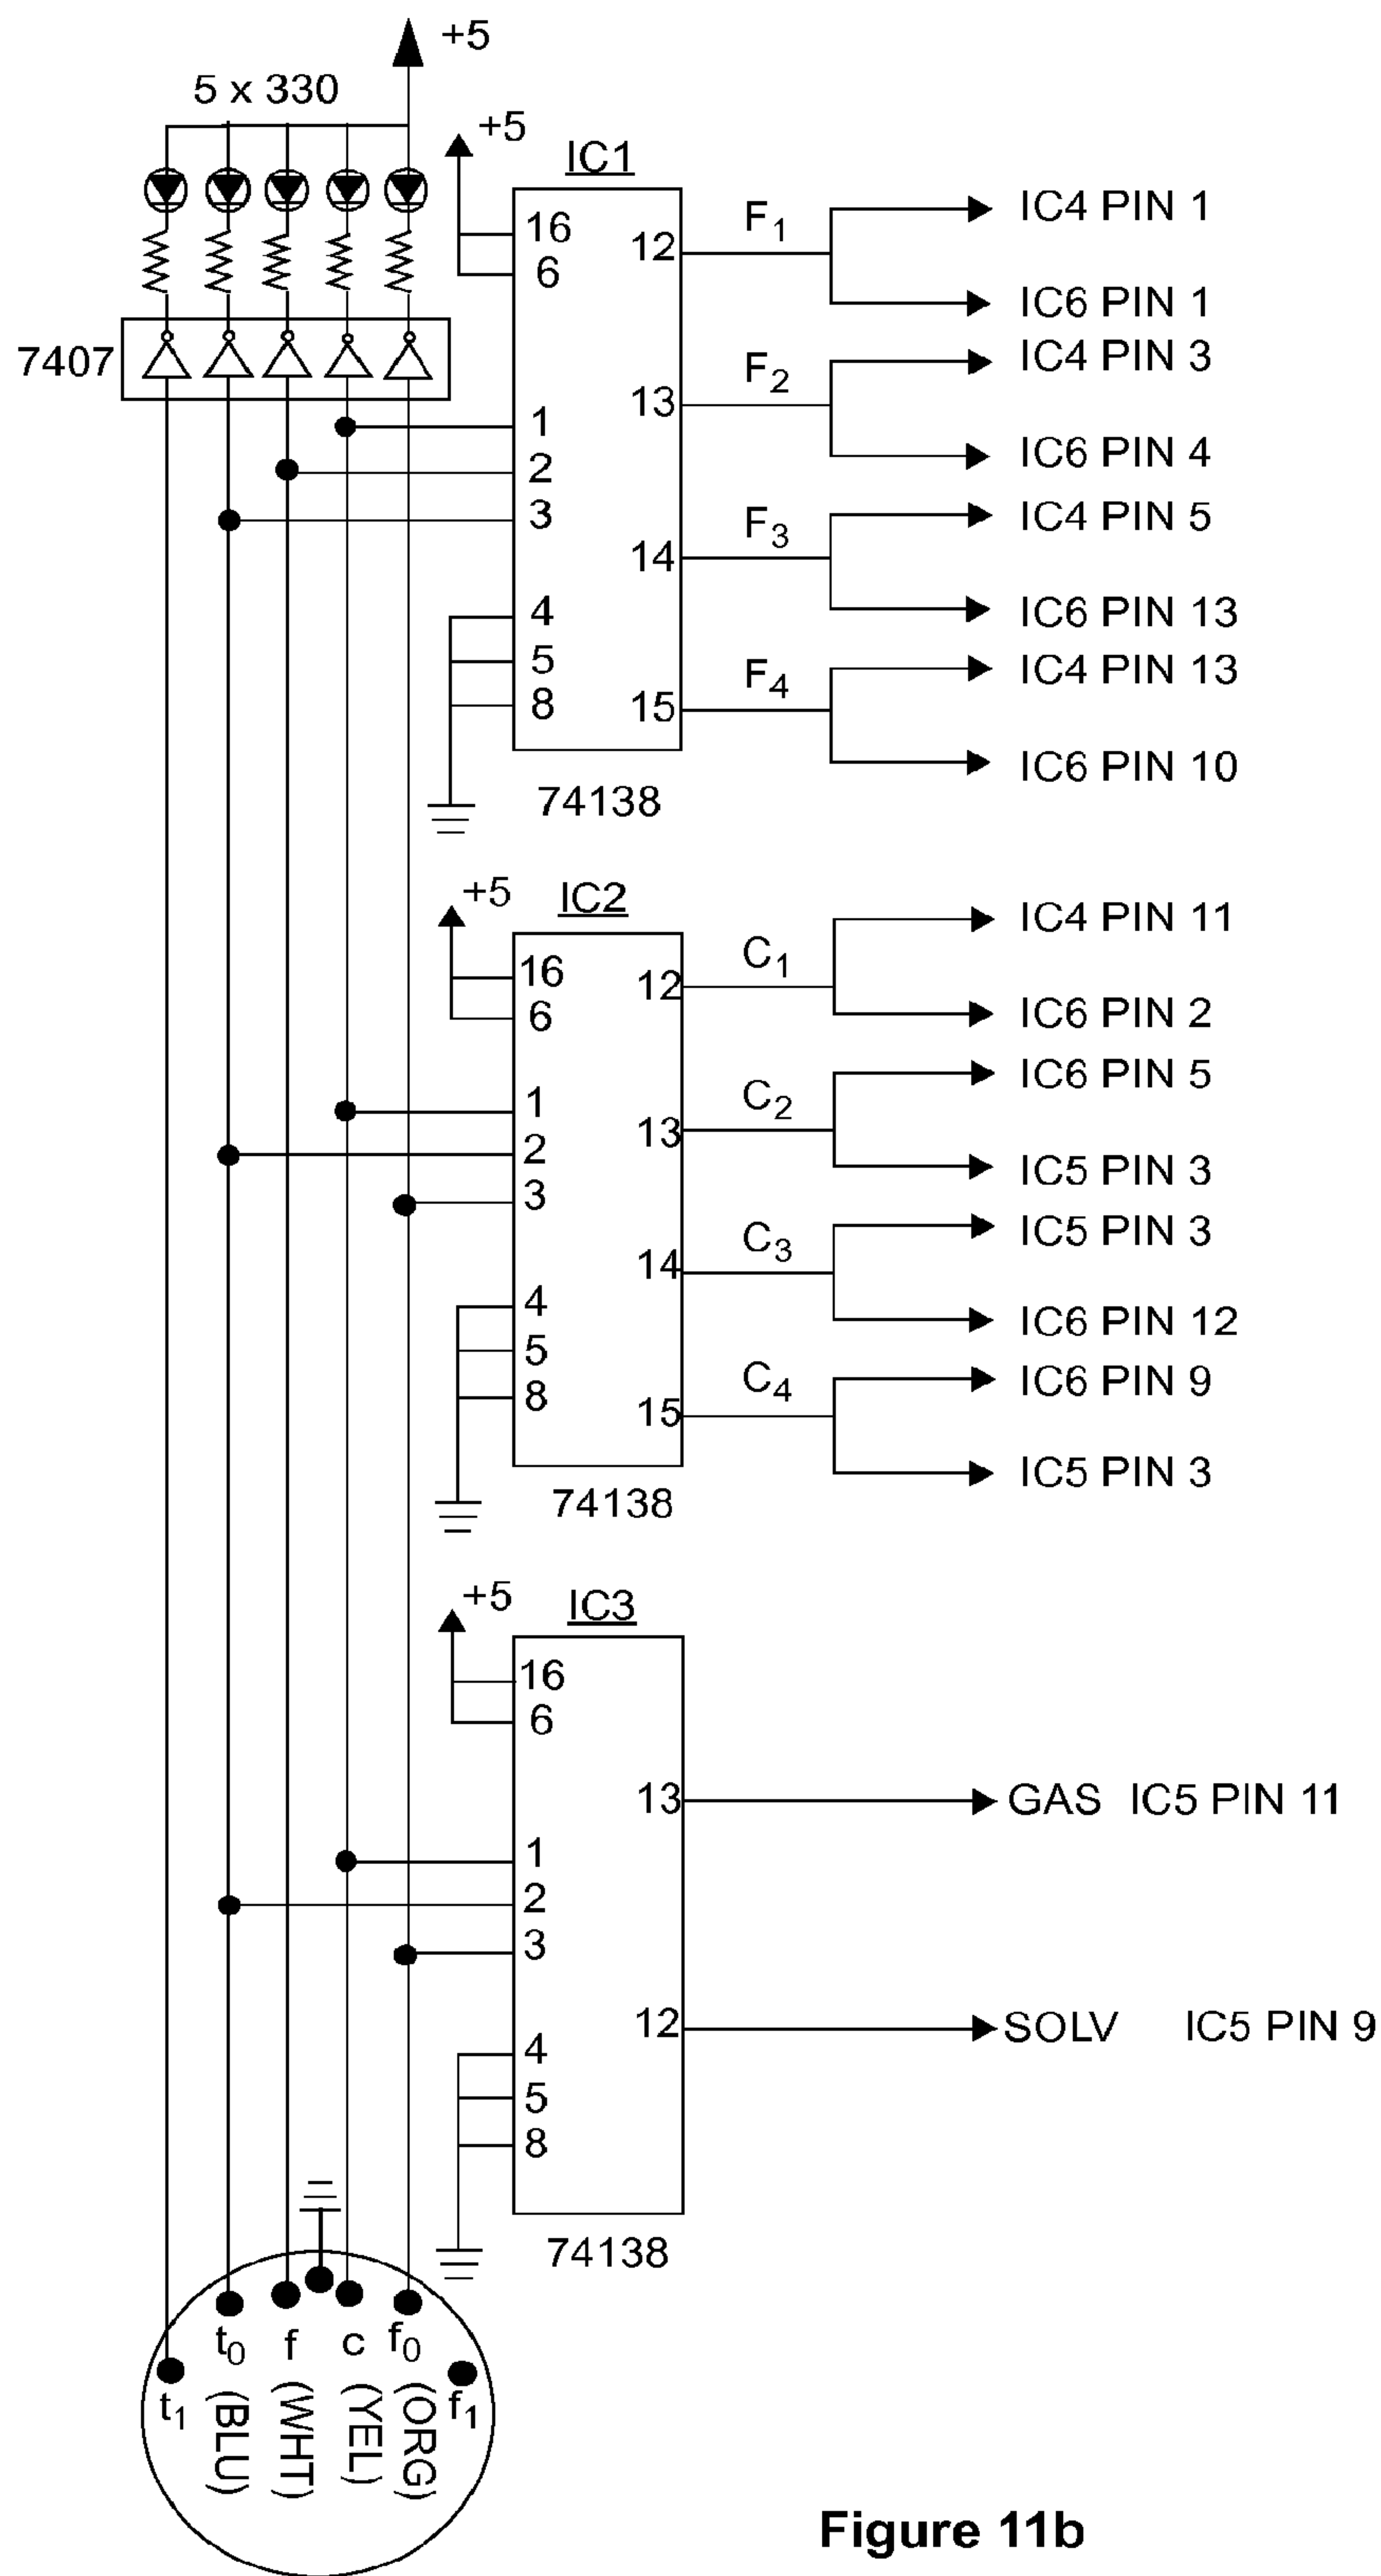 +5
5 x 330
+5
7407
IC1
16
6
1
2
3
4
5
8
12
13
14
15
74138
F1
IC4 PIN 1
IC6 PIN 1
F2
IC4 PIN 3
IC6 PIN 4
F3
IC4 PIN 5
IC6 PIN 13
F4
IC4 PIN 13
IC6 PIN 10
+5
IC2
16
6
1
2
3
4
5
8
12
13
14
15
74138
C1
IC4 PIN 11
IC6 PIN 2
C2
IC6 PIN 5
IC5 PIN 3
C3
IC5 PIN 3
IC6 PIN 12
C4
IC6 PIN 9
IC5 PIN 3
+5
IC3
16
6
1
2
3
4
5
8
13
12
74138
GAS IC5 PIN 11
SOLV IC5 PIN 9
t1
t0 (BLU)
f (WHT)
c (YEL)
f0 (ORG)
f1
Figure 11b